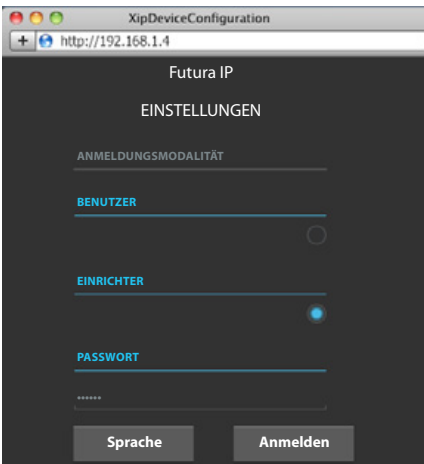 XipDeviceConfiguration
+ http://192.168.1.4
Futura IP
EINSTELLUNGEN
ANMELDUNGSMODALITÄT
BENUTZER
EINRICHTER
PASSWORT
••••••
Sprache Anmelden